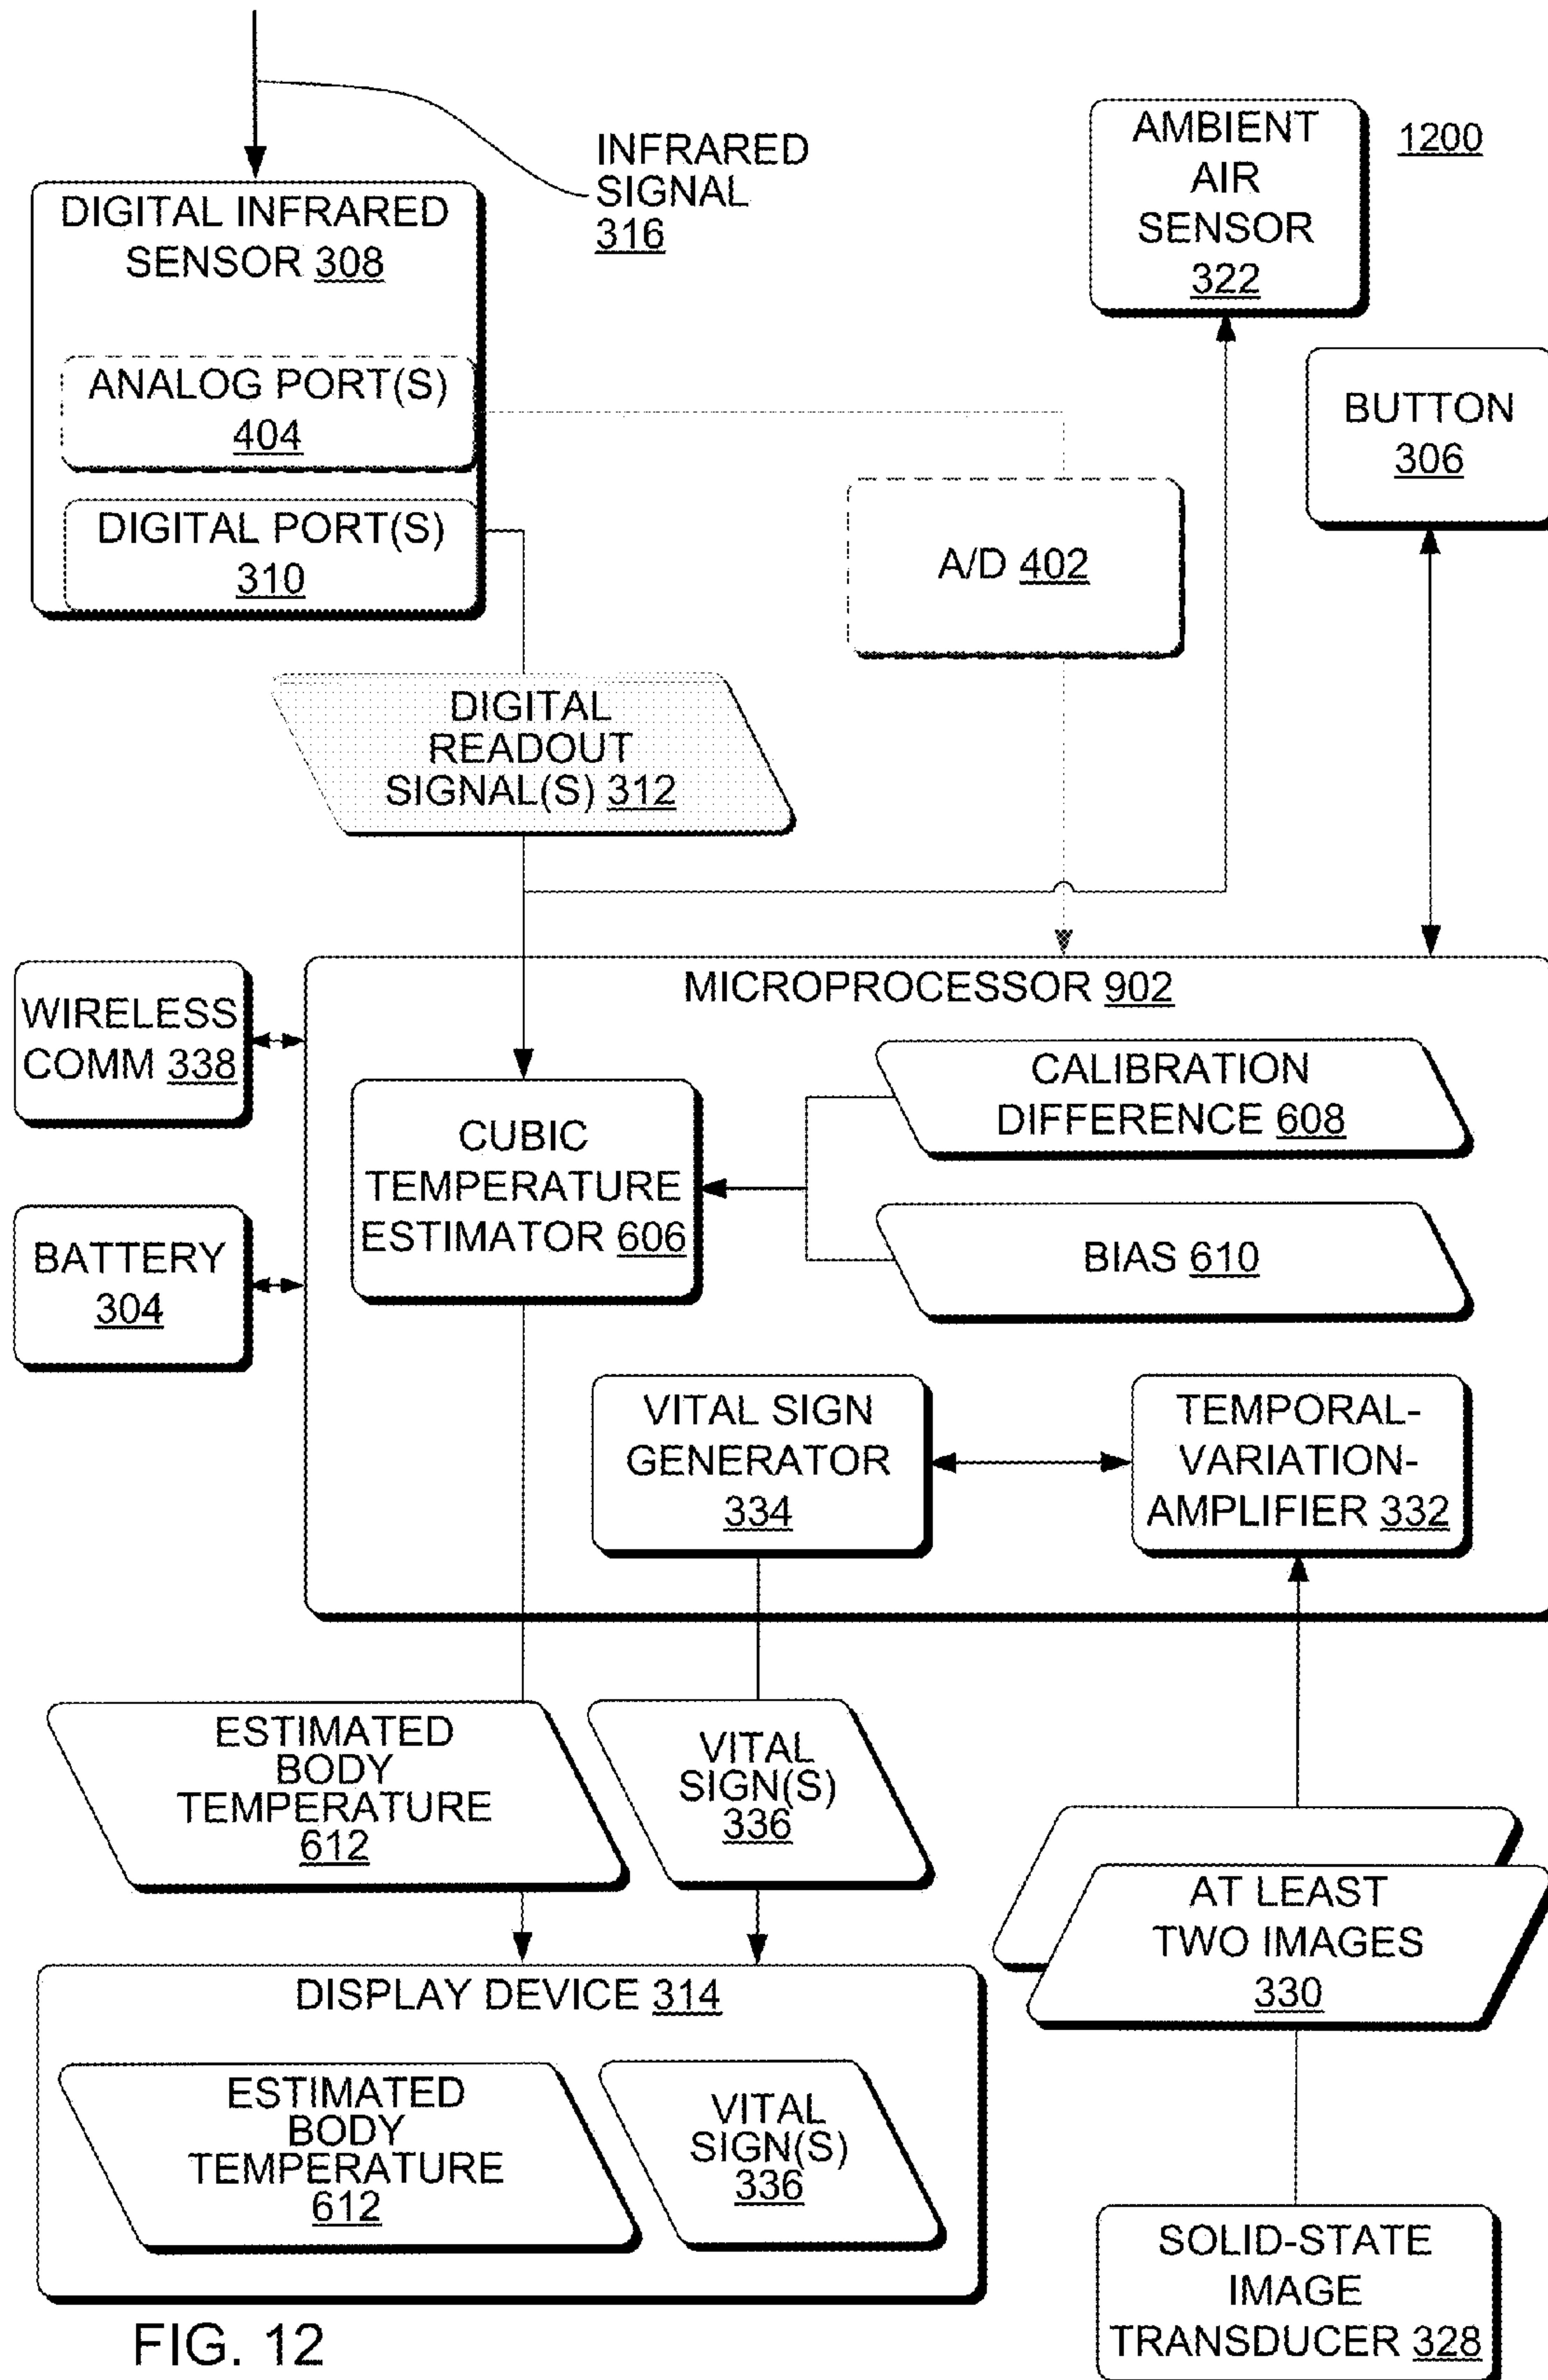 INFRARED
SIGNAL
316
AMBIENT
AIR
SENSOR
322
1200
DIGITAL INFRARED
SENSOR 308
ANALOG PORT(S)
404
DIGITAL PORT(S)
310
BUTTON
306
A/D 402
DIGITAL
READOUT
SIGNAL(S) 312
MICROPROCESSOR 902
WIRELESS
COMM 338
BATTERY
304
CUBIC
TEMPERATURE
ESTIMATOR 606
CALIBRATION
DIFFERENCE 608
BIAS 610
VITAL SIGN
GENERATOR
334
TEMPORAL-
VARIATION-
AMPLIFIER 332
ESTIMATED
BODY
TEMPERATURE
612
VITAL
SIGN(S)
336
AT LEAST
TWO IMAGES
330
DISPLAY DEVICE 314
ESTIMATED
BODY
TEMPERATURE
612
VITAL
SIGN(S)
336
SOLID-STATE
IMAGE
TRANSDUCER 328
FIG. 12